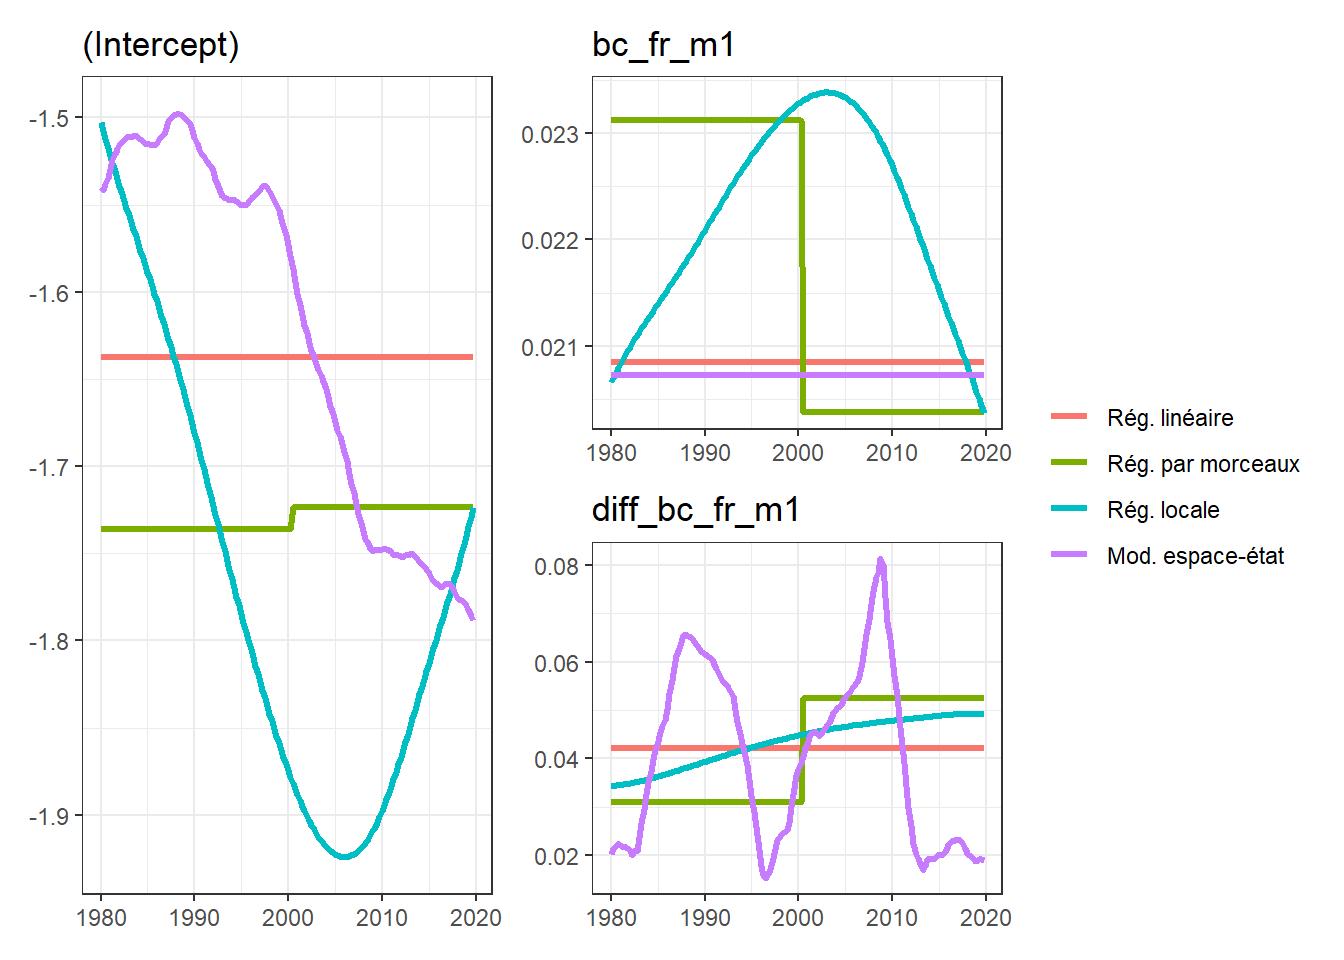 (Intercept)
-1.5
-1.6
-1.7
-1.8
-1.9
1980 1990 2000 2010 2020
bc_fr_m1
0.023
0.022
0.021
1980 1990 2000 2010 2020
diff_bc_fr_m1
0.08
0.06
0.04
0.02
1980 1990 2000 2010 2020
Rég. linéaire
Rég. par morceaux
Rég. locale
Mod. espace-état